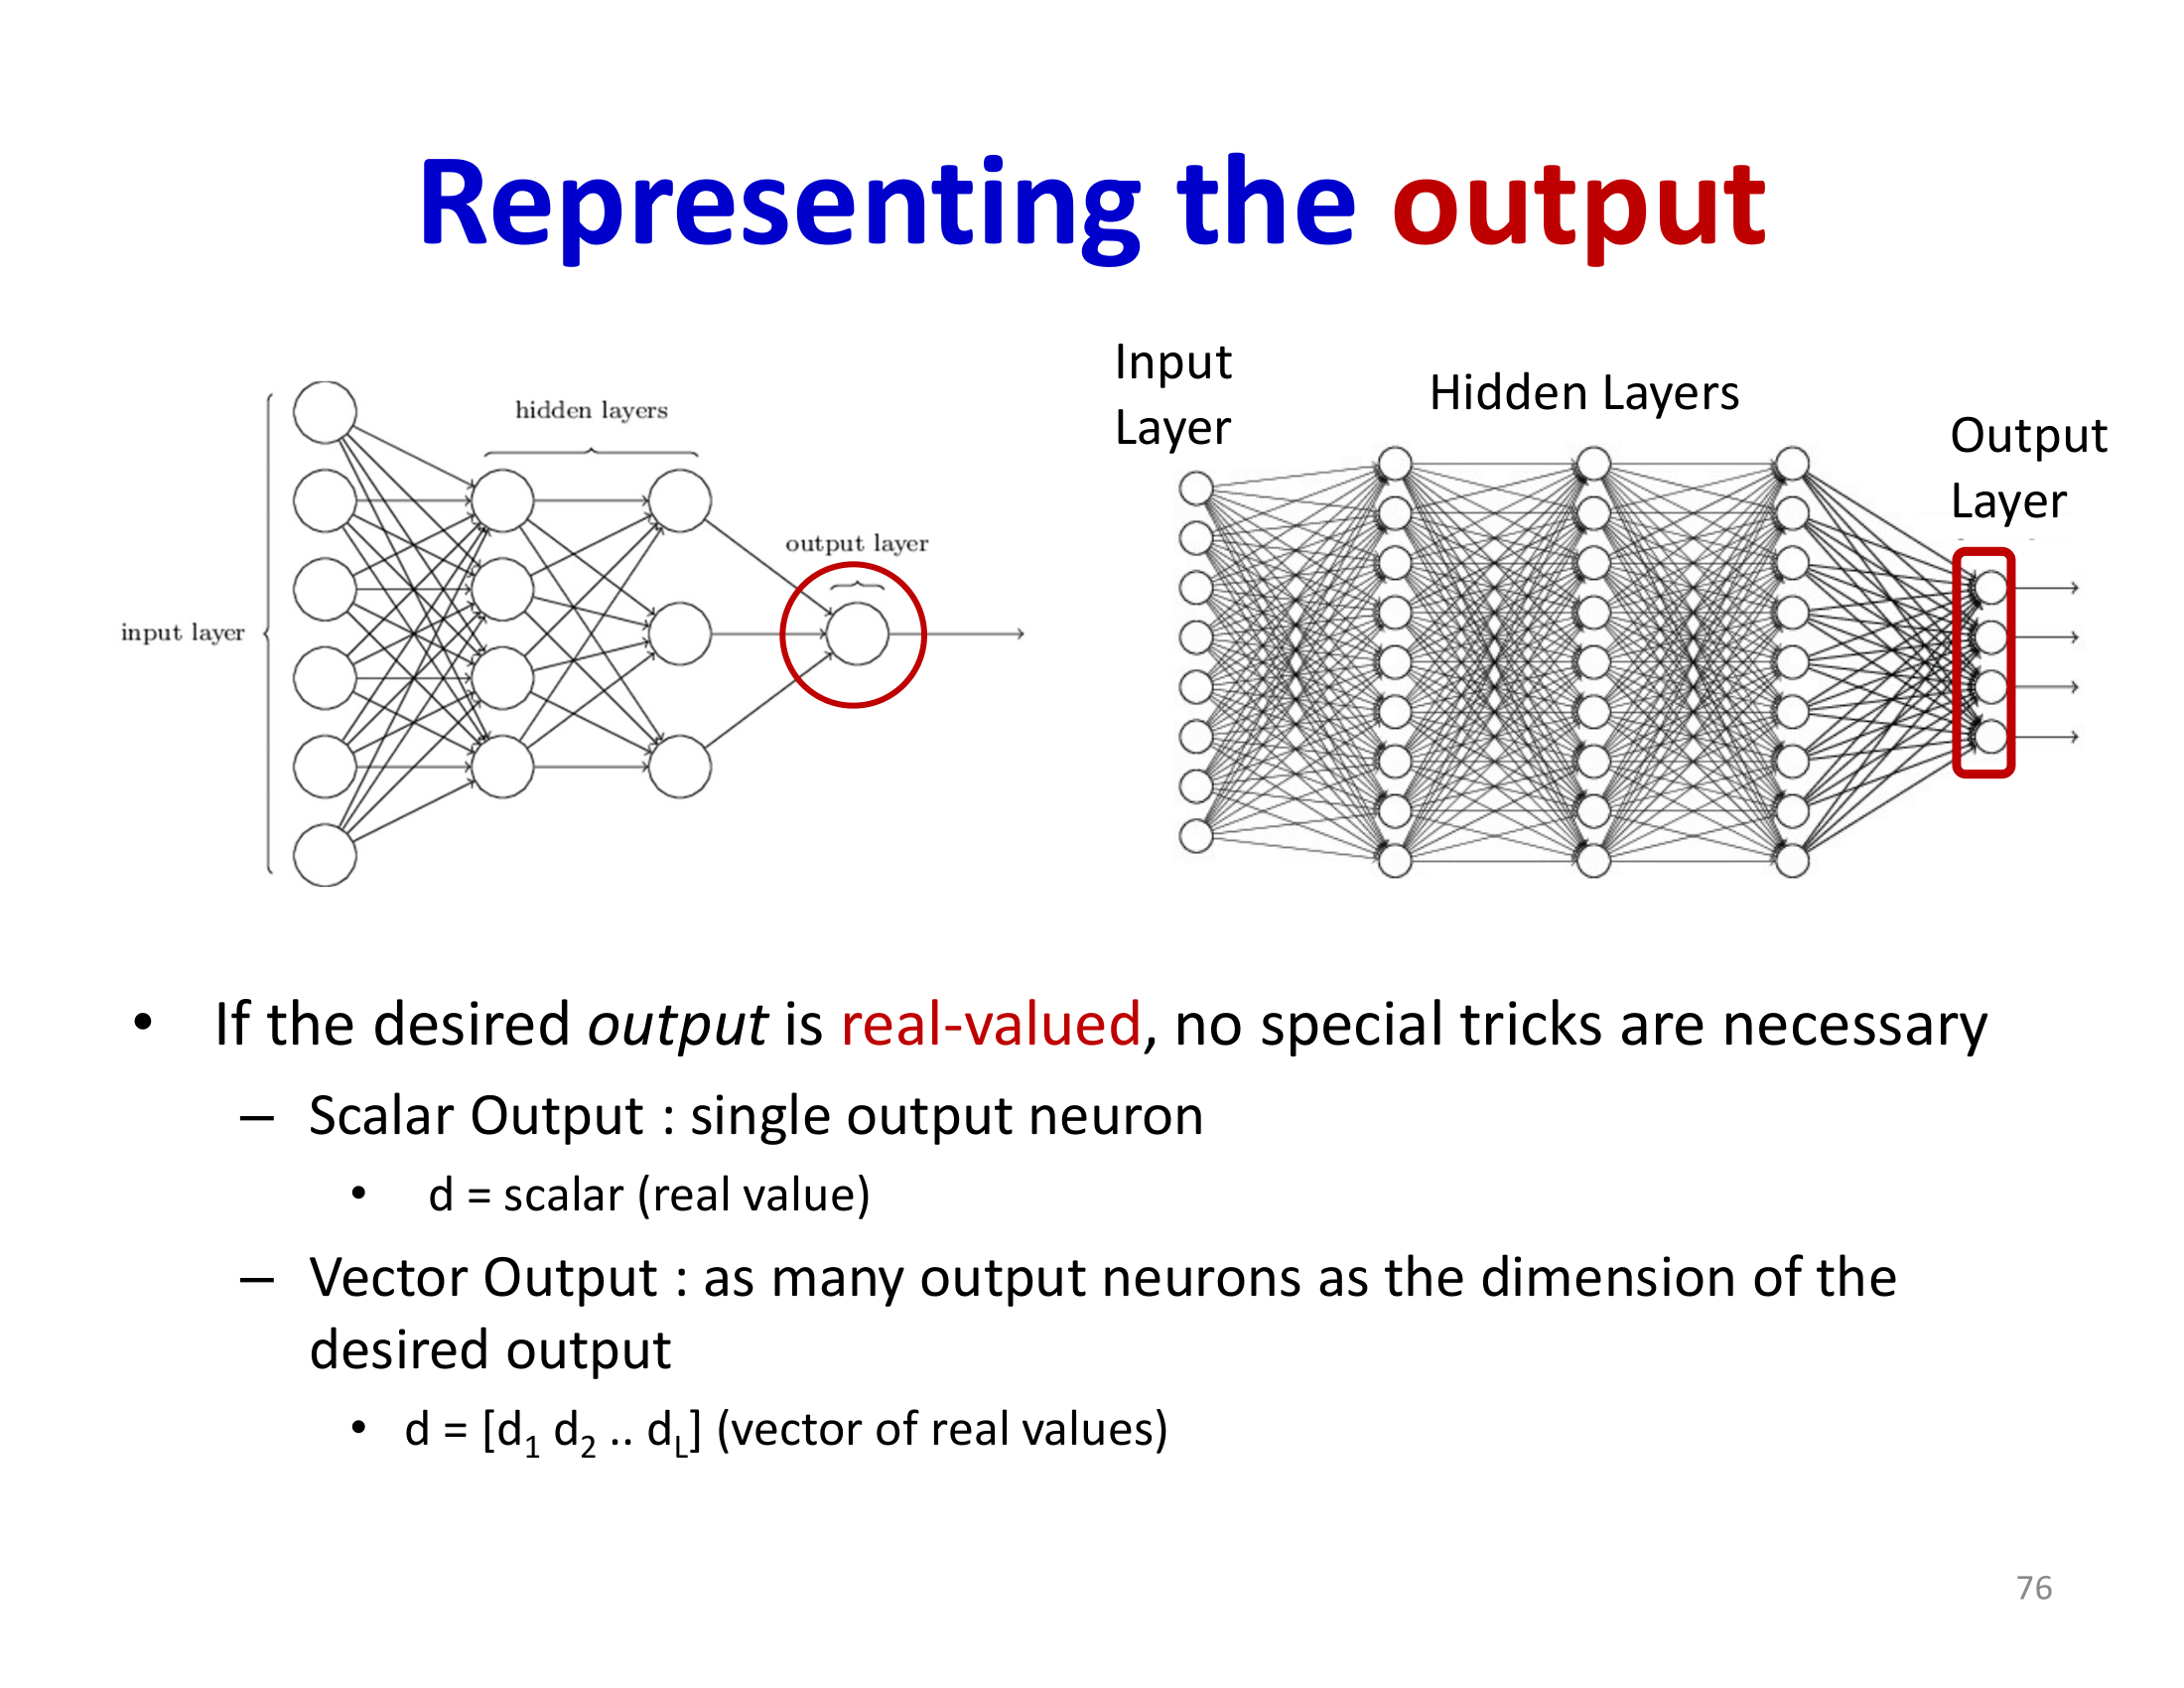 Representing the output
hidden layers
output layer
input layer
Input
Layer
Hidden Layers
Output
Layer
• If the desired output is real-valued, no special tricks are necessary
– Scalar Output : single output neuron
• d = scalar (real value)
– Vector Output : as many output neurons as the dimension of the
desired output
• d = [d₁ d₂ .. d_L] (vector of real values)
76